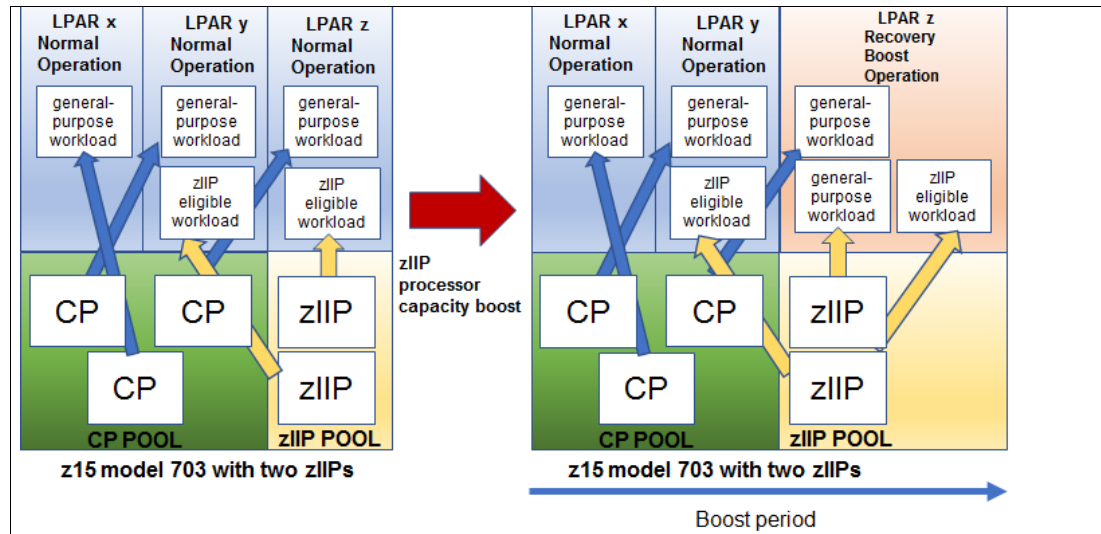 LPAR x
Normal
Operation
LPAR y
Normal
Operation
LPAR z
Normal
Operation
general-
purpose
workload
general-
purpose
workload
general-
purpose
workload
zIIP
eligible
workload
zIIP
eligible
workload
CP
CP
CP
CP POOL
zIIP
zIIP
zIIP POOL
z15 model 703 with two zIIPs
zIIP
processor
capacity boost
LPAR x
Normal
Operation
LPAR y
Normal
Operation
LPAR z
Recovery
Boost
Operation
general-
purpose
workload
general-
purpose
workload
general-
purpose
workload
zIIP
eligible
workload
general-
purpose
workload
zIIP
eligible
workload
CP
CP
CP
CP POOL
zIIP
zIIP
zIIP POOL
z15 model 703 with two zIIPs
Boost period